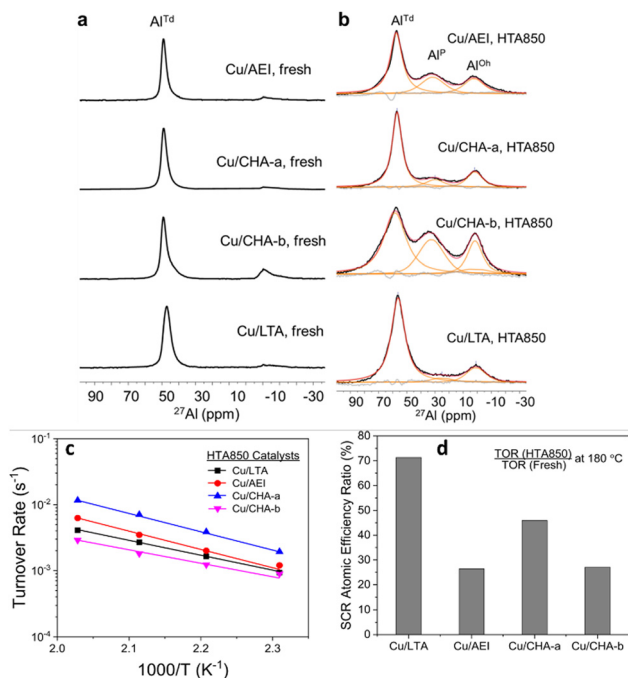 a
Al^Td
Cu/AEI, fresh
Cu/CHA-a, fresh
Cu/CHA-b, fresh
Cu/LTA, fresh
90 70 50 30 10 -10 -30
²⁷Al (ppm)
b
Al^Td
Cu/AEI, HTA850
Al^P
Al^Oh
Cu/CHA-a, HTA850
Cu/CHA-b, HTA850
Cu/LTA, HTA850
90 70 50 30 10 -10 -30
²⁷Al (ppm)
c
HTA850 Catalysts
Cu/LTA
Cu/AEI
Cu/CHA-a
Cu/CHA-b
Turnover Rate (s⁻¹)
10⁻¹
10⁻²
10⁻³
10⁻⁴
2.0 2.1 2.2 2.3
1000/T (K⁻¹)
d
TOR (HTA850)
TOR (Fresh)
at 180 °C
SCR Atomic Efficiency Ratio (%)
80
70
60
50
40
30
20
10
0
Cu/LTA Cu/AEI Cu/CHA-a Cu/CHA-b